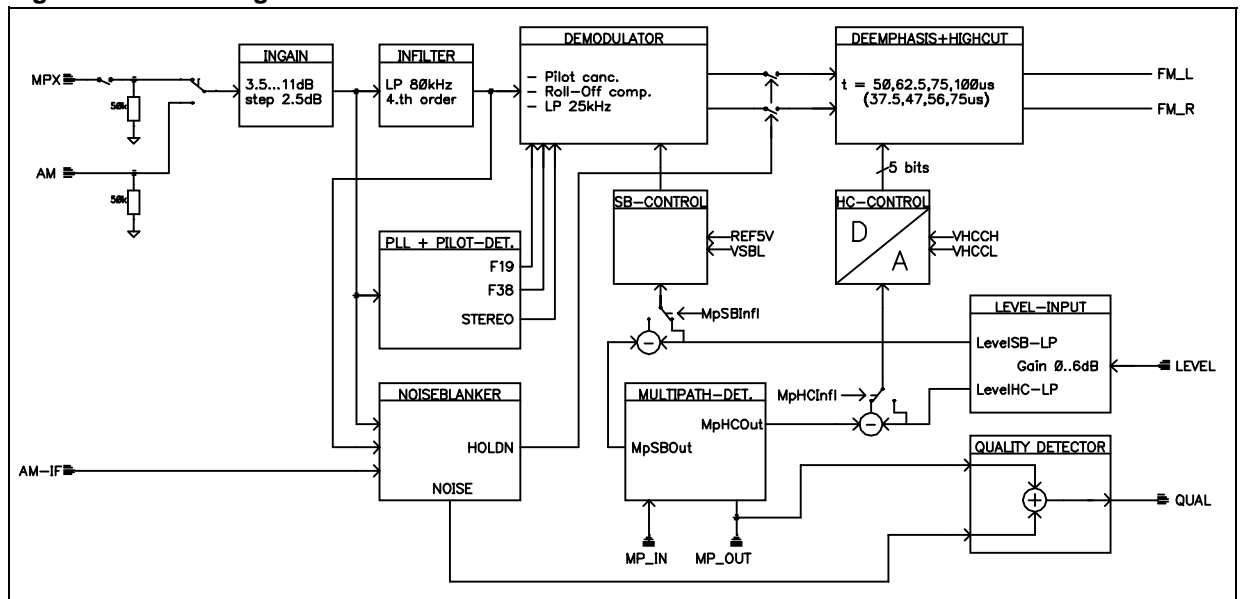 MPX
AM
AM-IF
50k
50k
INGAIN
3.5...11dB
step 2.5dB
INFILTER
LP 80kHz
4.th order
DEMODULATOR
- Pilot canc.
- Roll-Off comp.
- LP 25kHz
DEEMPHASIS+HIGHCUT
t = 50,62.5,75,100us
(37.5,47,56,75us)
FM_L
FM_R
5 bits
SB-CONTROL
REF5V
VSBL
HC-CONTROL
D
A
VHCCH
VHCCL
PLL + PILOT-DET.
F19
F38
STEREO
MpSBInfl
-
LEVEL-INPUT
LevelSB-LP
Gain 0..6dB
LevelHC-LP
LEVEL
NOISEBLANKER
HOLDN
NOISE
MULTIPATH-DET.
MpHCOut
MpSBOut
MpHCInfl
-
MP_IN
MP_OUT
QUALITY DETECTOR
+
QUAL